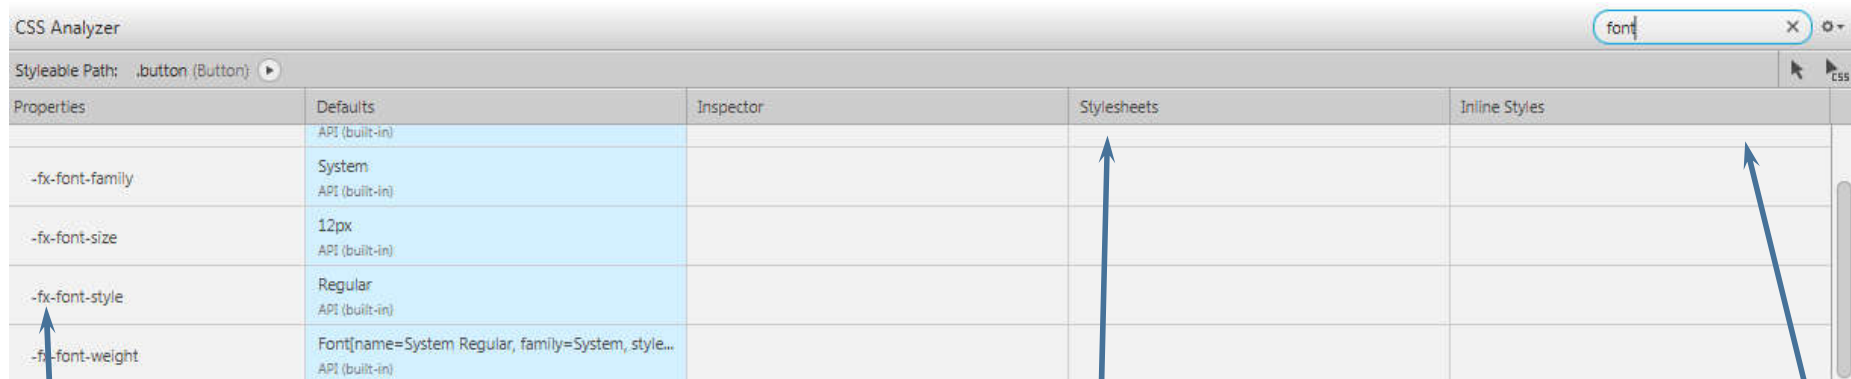 CSS Analyzer font
Styleable Path: .button (Button) CSS
Properties Defaults Inspector Stylesheets Inline Styles
API (built-in)
-fx-font-family System
API (built-in)
-fx-font-size 12px
API (built-in)
-fx-font-style Regular
API (built-in)
-fx-font-weight Font[name=System Regular, family=System, style...
API (built-in)